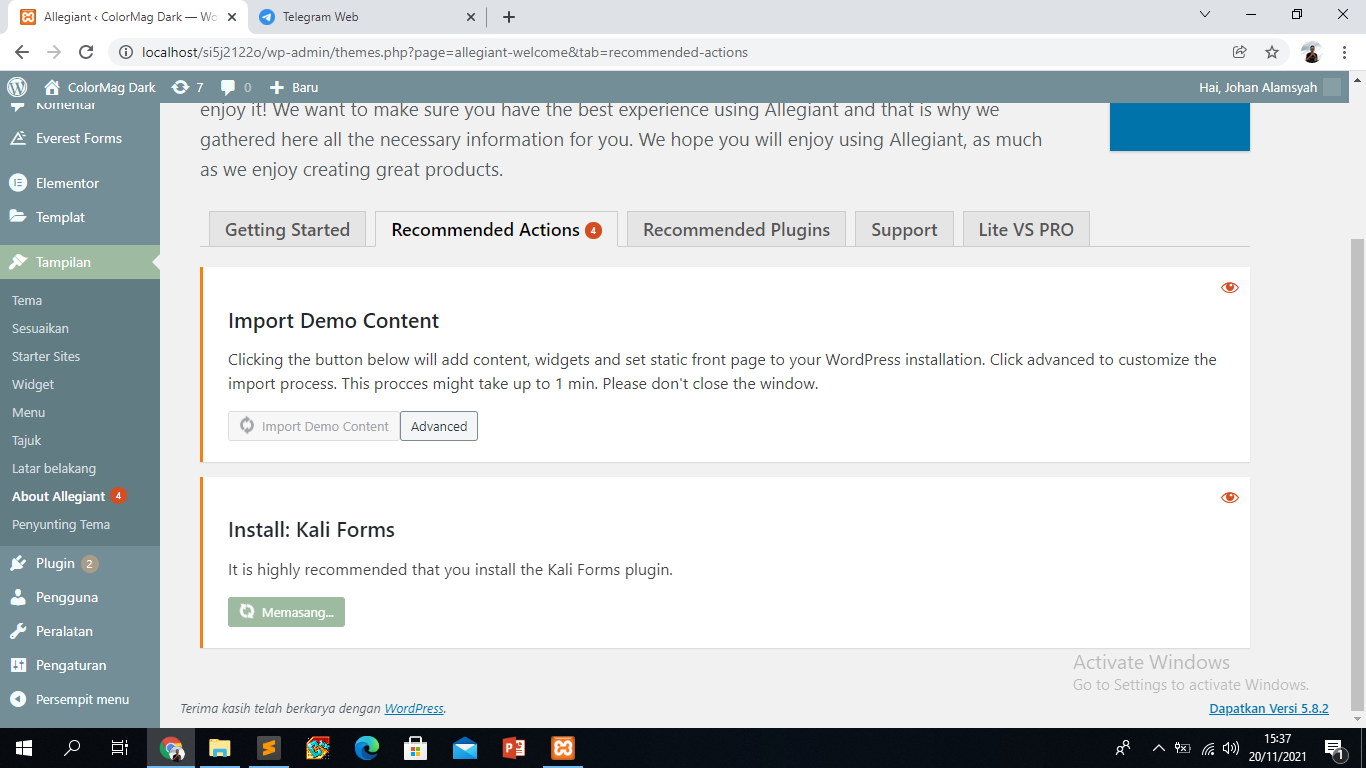 Allegiant ‹ ColorMag Dark — Wo
Telegram Web
localhost/si5j2122o/wp-admin/themes.php?page=allegiant-welcome&tab=recommended-actions
ColorMag Dark
7
0
Baru
Hai, Johan Alamsyah
Komentar
Everest Forms
Elementor
Templat
Tampilan
Tema
Sesuaikan
Starter Sites
Widget
Menu
Tajuk
Latar belakang
About Allegiant 4
Penyunting Tema
Plugin 2
Pengguna
Peralatan
Pengaturan
Persempit menu
enjoy it! We want to make sure you have the best experience using Allegiant and that is why we
gathered here all the necessary information for you. We hope you will enjoy using Allegiant, as much
as we enjoy creating great products.
Getting Started
Recommended Actions 4
Recommended Plugins
Support
Lite VS PRO
Import Demo Content
Clicking the button below will add content, widgets and set static front page to your WordPress installation. Click advanced to customize the
import process. This procces might take up to 1 min. Please don't close the window.
Import Demo Content
Advanced
Install: Kali Forms
It is highly recommended that you install the Kali Forms plugin.
Memasang...
Activate Windows
Go to Settings to activate Windows.
Terima kasih telah berkarya dengan WordPress.
Dapatkan Versi 5.8.2
15:37
20/11/2021
1